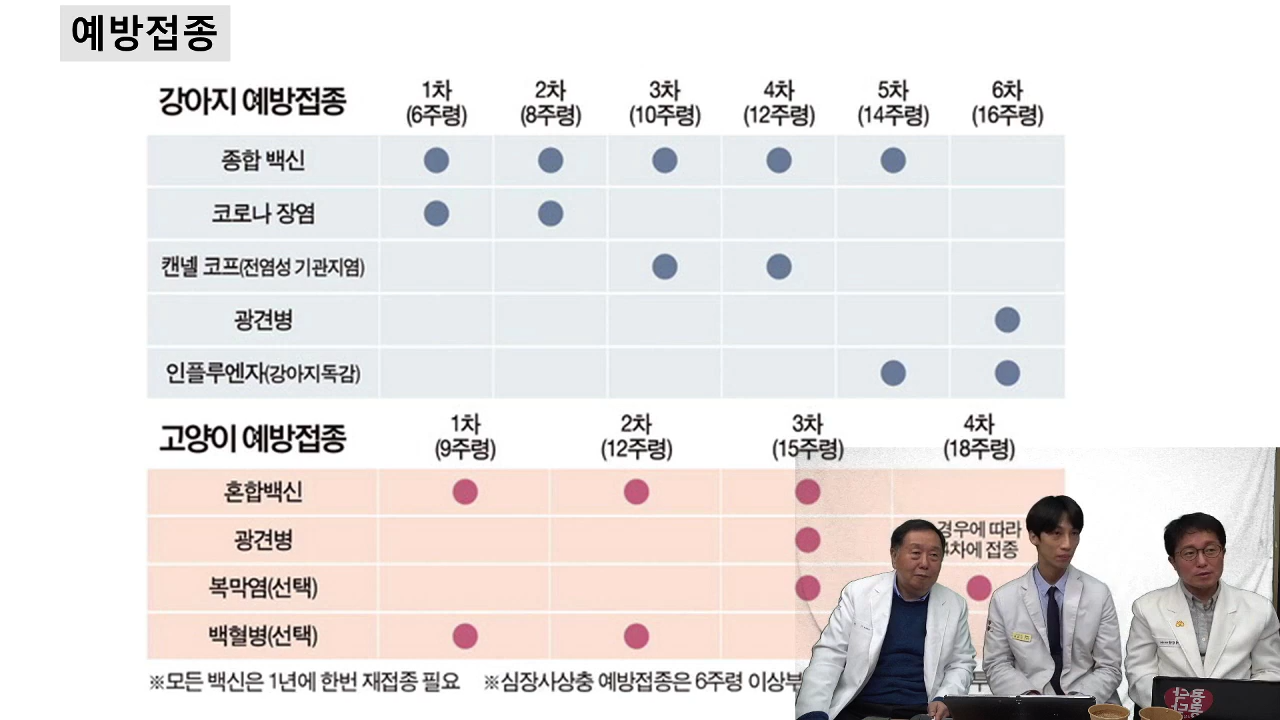 예방접종
강아지 예방접종 1차 2차 3차 4차 5차 6차
(6주령) (8주령) (10주령) (12주령) (14주령) (16주령)
종합 백신
코로나 장염
캔넬 코프(전염성 기관지염)
광견병
인플루엔자(강아지독감)
고양이 예방접종 1차 2차 3차 4차
(9주령) (12주령) (15주령) (18주령)
혼합백신
광견병
경우에 따라
4차에 접종
복막염(선택)
백혈병(선택)
※모든 백신은 1년에 한번 재접종 필요 ※심장사상충 예방접종은 6주령 이상부